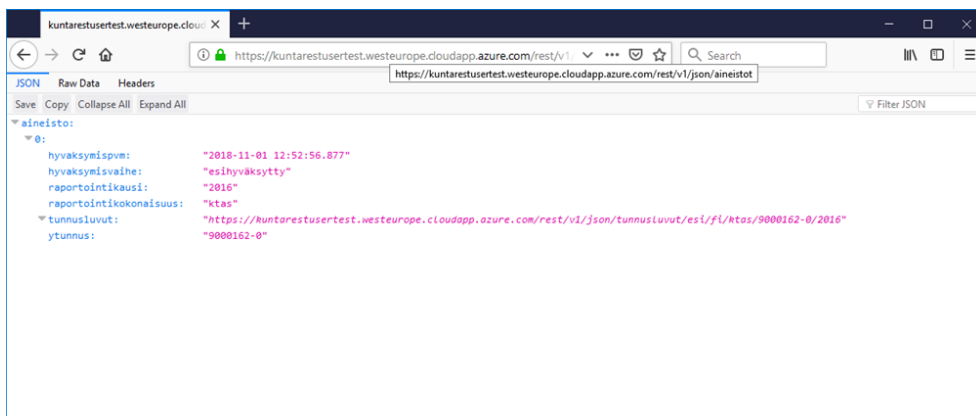 kuntarestusertest.westeurope.cloud
https://kuntarestusertest.westeurope.cloudapp.azure.com/rest/v1/ Search
https://kuntarestusertest.westeurope.cloudapp.azure.com/rest/v1/json/aineistot
JSON Raw Data Headers
Save Copy Collapse All Expand All Filter JSON
aineisto:
0:
hyvaksymispvm: "2018-11-01 12:52:56.877"
hyvaksymisvaihe: "esihyväksytty"
raportointikausi: "2016"
raportointikokonaisuus: "ktas"
tunnusluvut: "https://kuntarestusertest.westeurope.cloudapp.azure.com/rest/v1/json/tunnusluvut/esi/fi/ktas/9000162-0/2016"
ytunnus: "9000162-0"